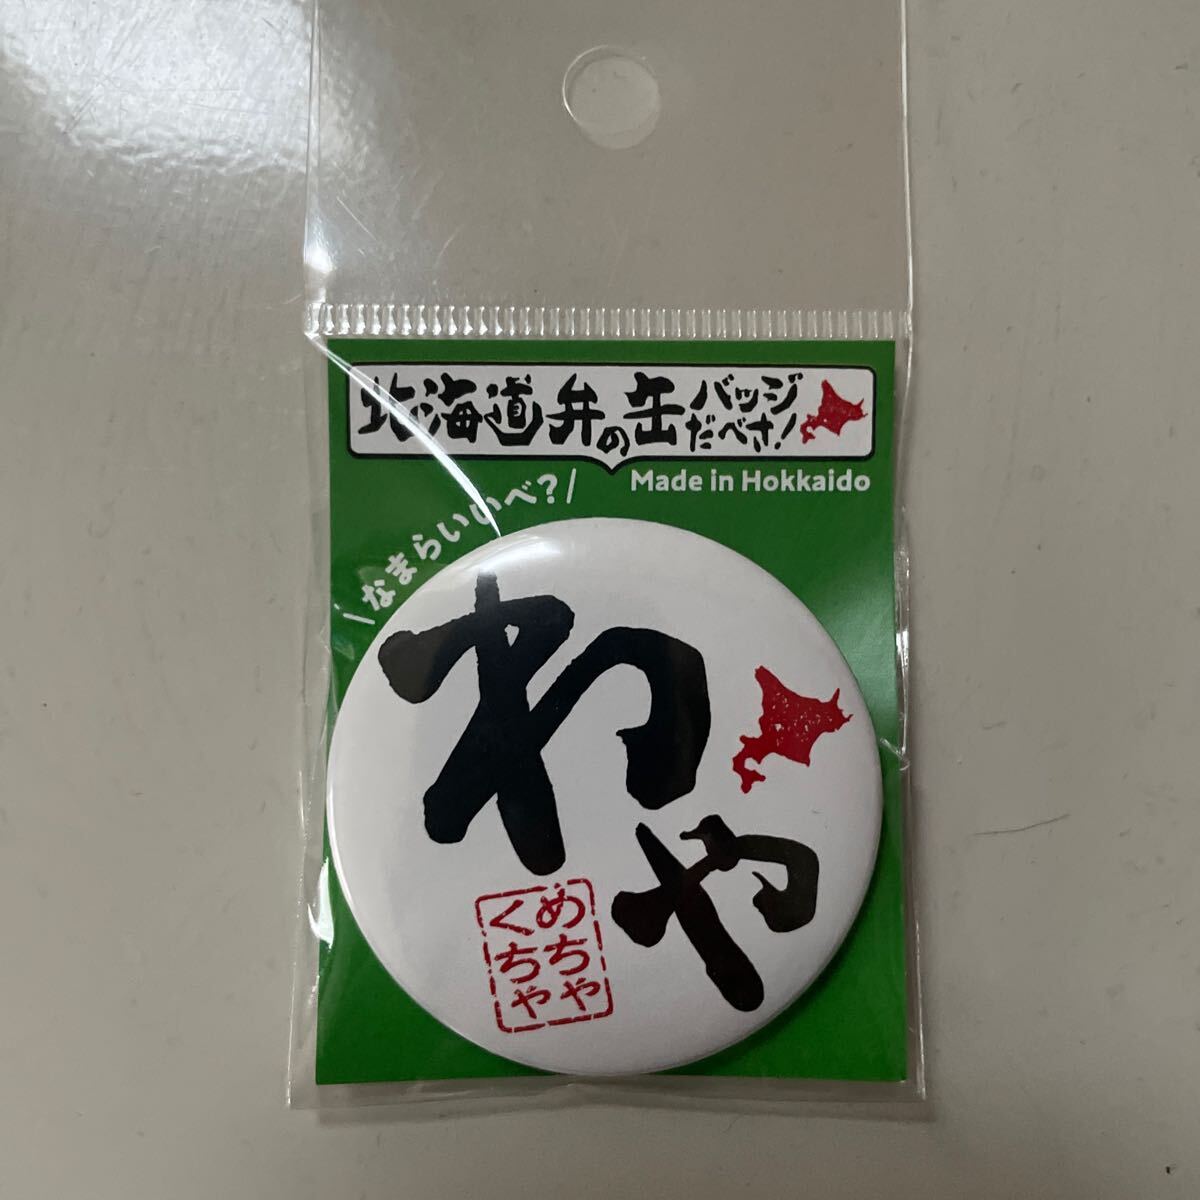 北海道弁の缶バッジだべさ!
Made in Hokkaido
\なまらいいべ?/
わや
めちゃ
くちゃ